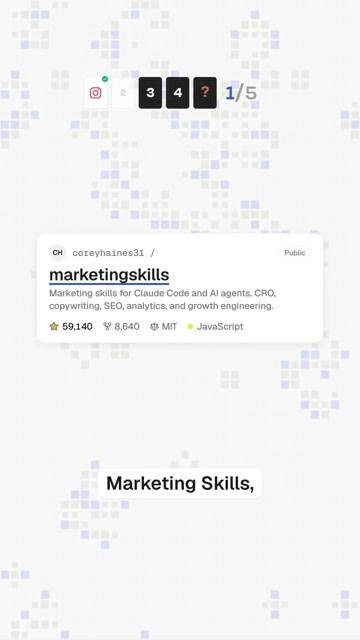 2 3 4 ? 1/5
CH coreyhaines31 / Public
marketingskills
Marketing skills for Claude Code and AI agents. CRO,
copywriting, SEO, analytics, and growth engineering.
59,140 8,640 MIT JavaScript
Marketing Skills,